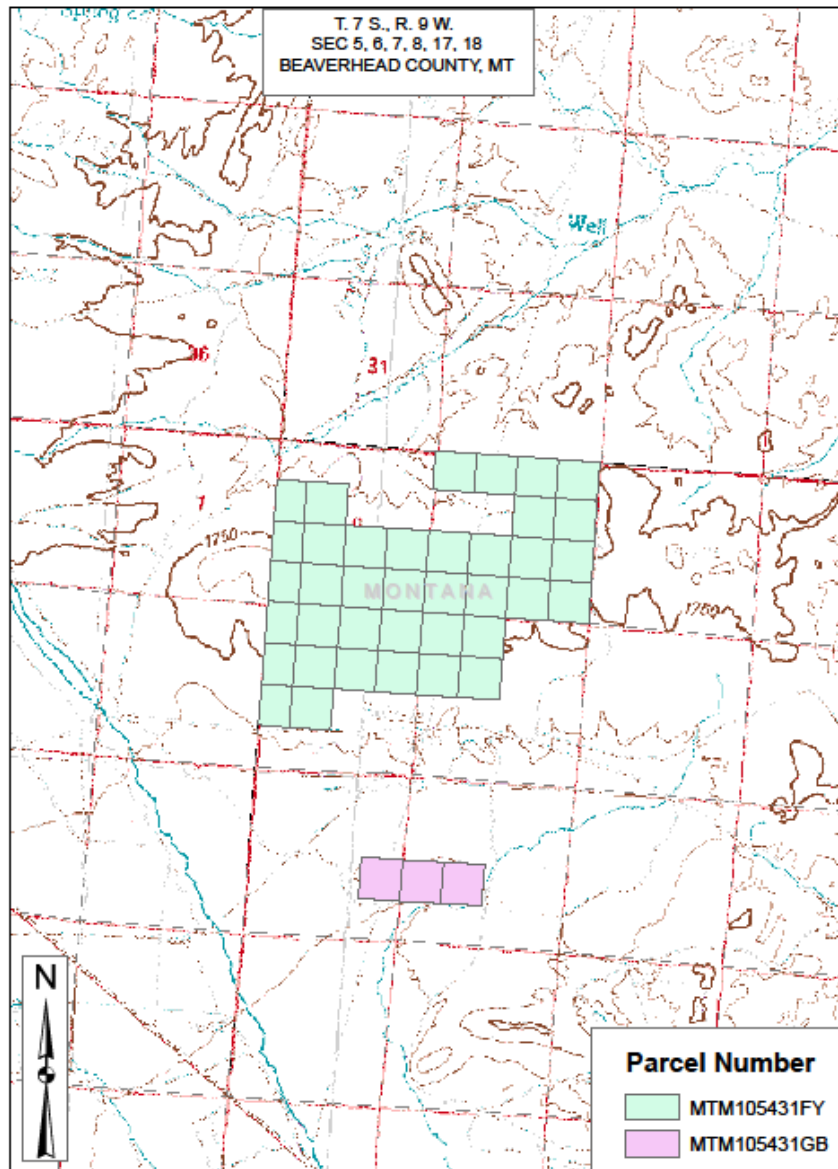 T. 7 S., R. 9 W.
SEC 5, 6, 7, 8, 17, 18
BEAVERHEAD COUNTY, MT
Well
36
31
1
1750
MONTANA
1750
N
Parcel Number
MTM105431FY
MTM105431GB